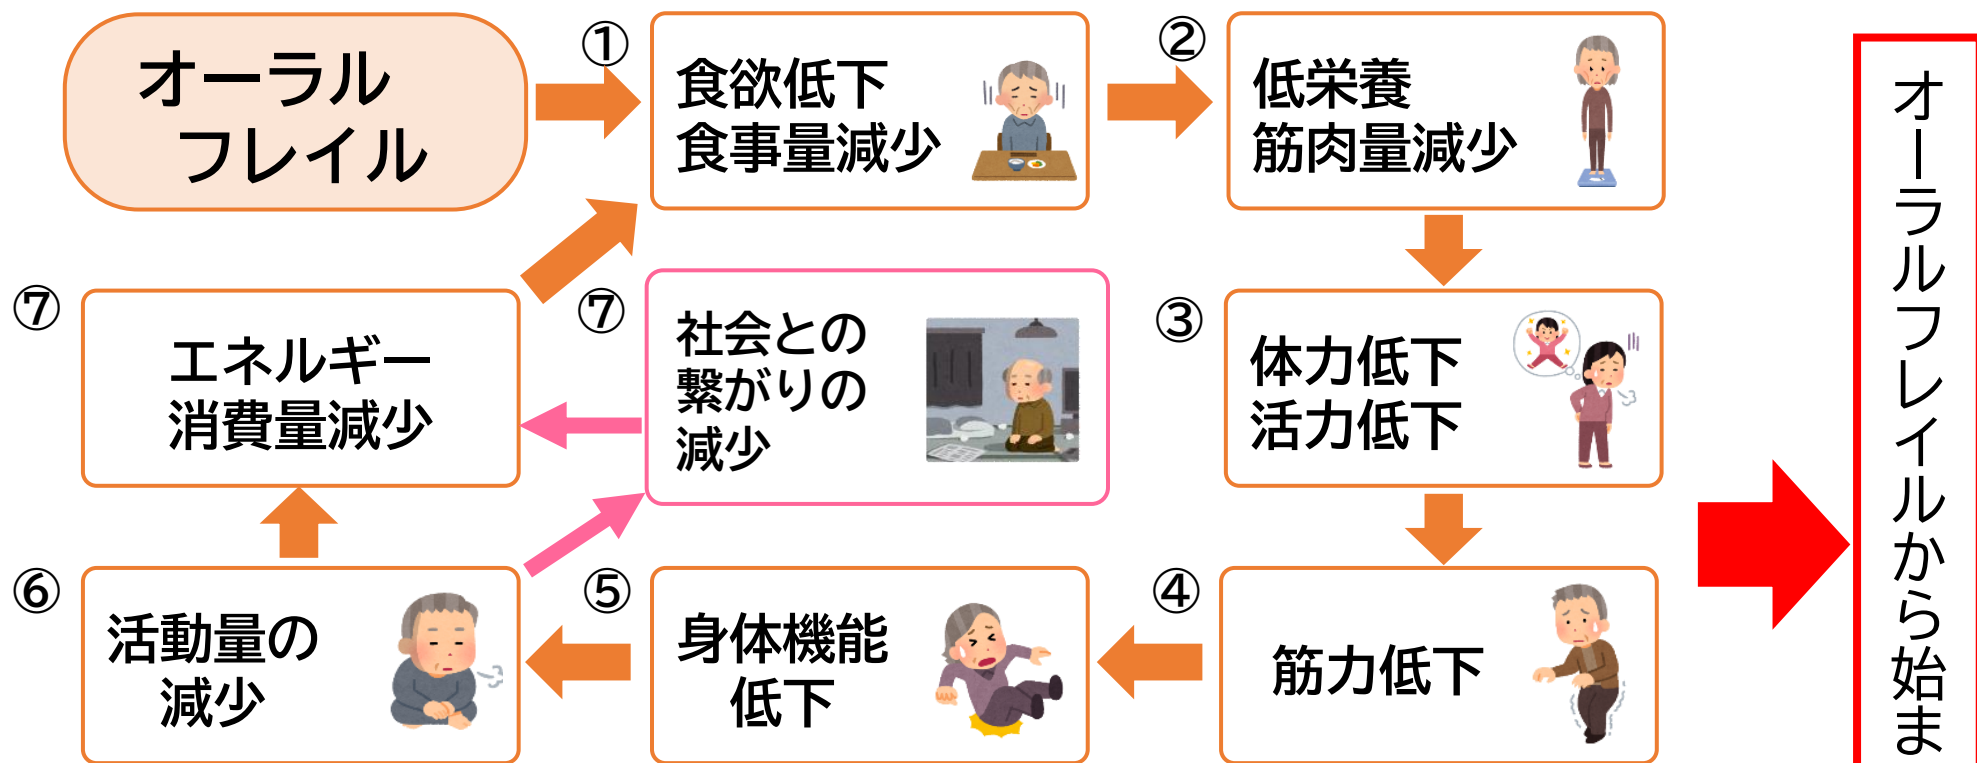 オーラル
フレイル
①
食欲低下
食事量減少
②
低栄養
筋肉量減少
③
体力低下
活力低下
④
筋力低下
⑤
身体機能
低下
⑥
活動量の
減少
⑦
エネルギー
消費量減少
⑦
社会との
繋がりの
減少
オーラルフレイルから始ま